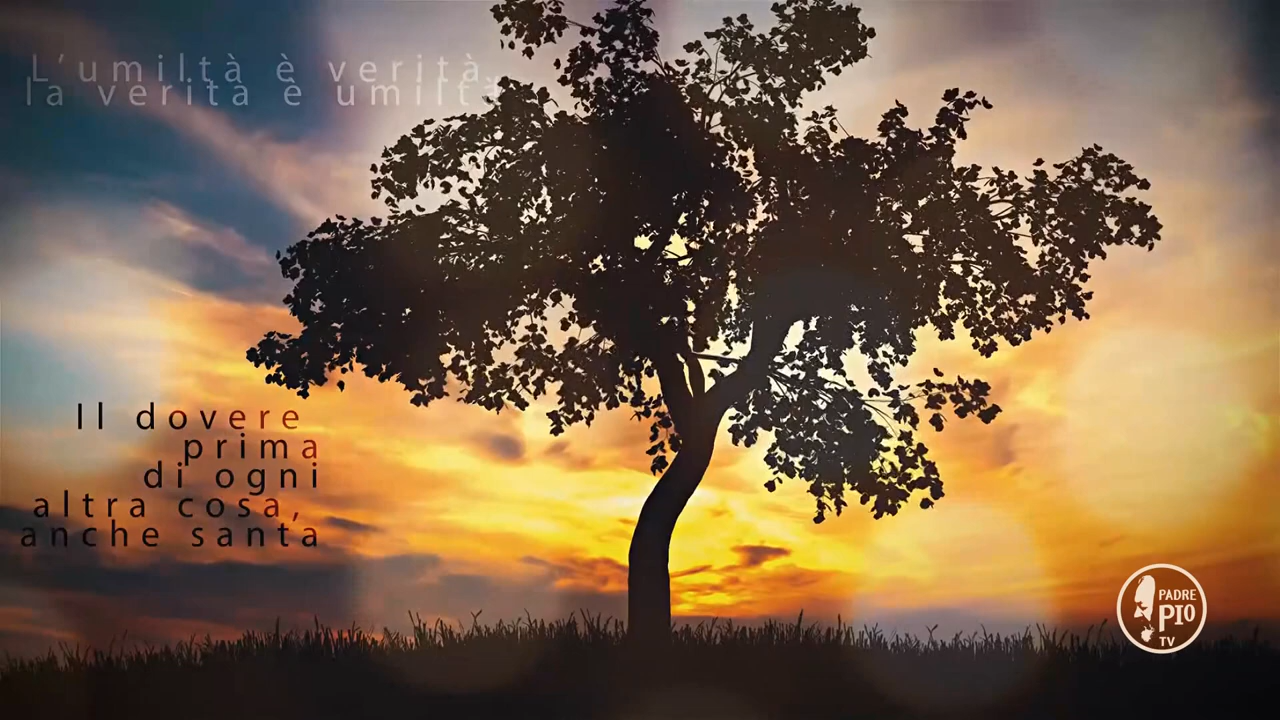 L'umiltà è verità,
la verità è umiltà
Il dovere
prima
di ogni
altra cosa,
anche santa
PADRE
PIO
TV